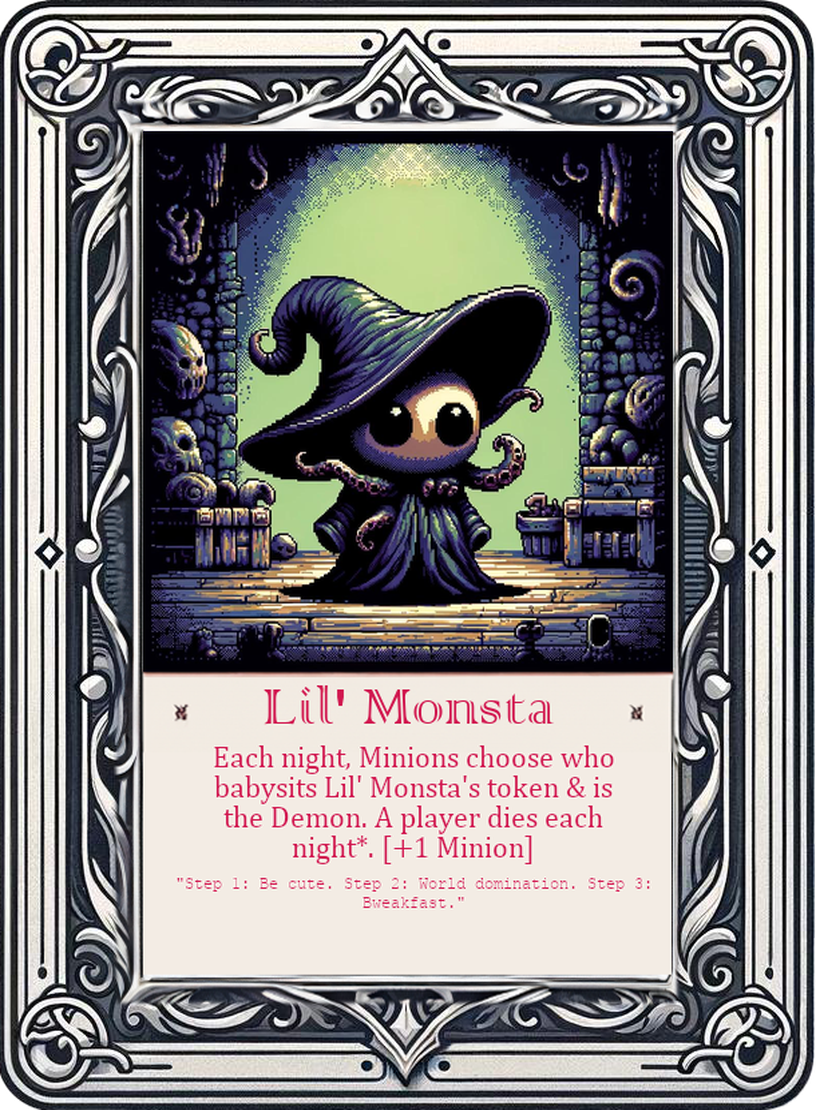 Lil' Monsta
Each night, Minions choose who
babysits Lil' Monsta's token & is
the Demon. A player dies each
night*. [+1 Minion]
"Step 1: Be cute. Step 2: World domination. Step 3:
Bweakfast."